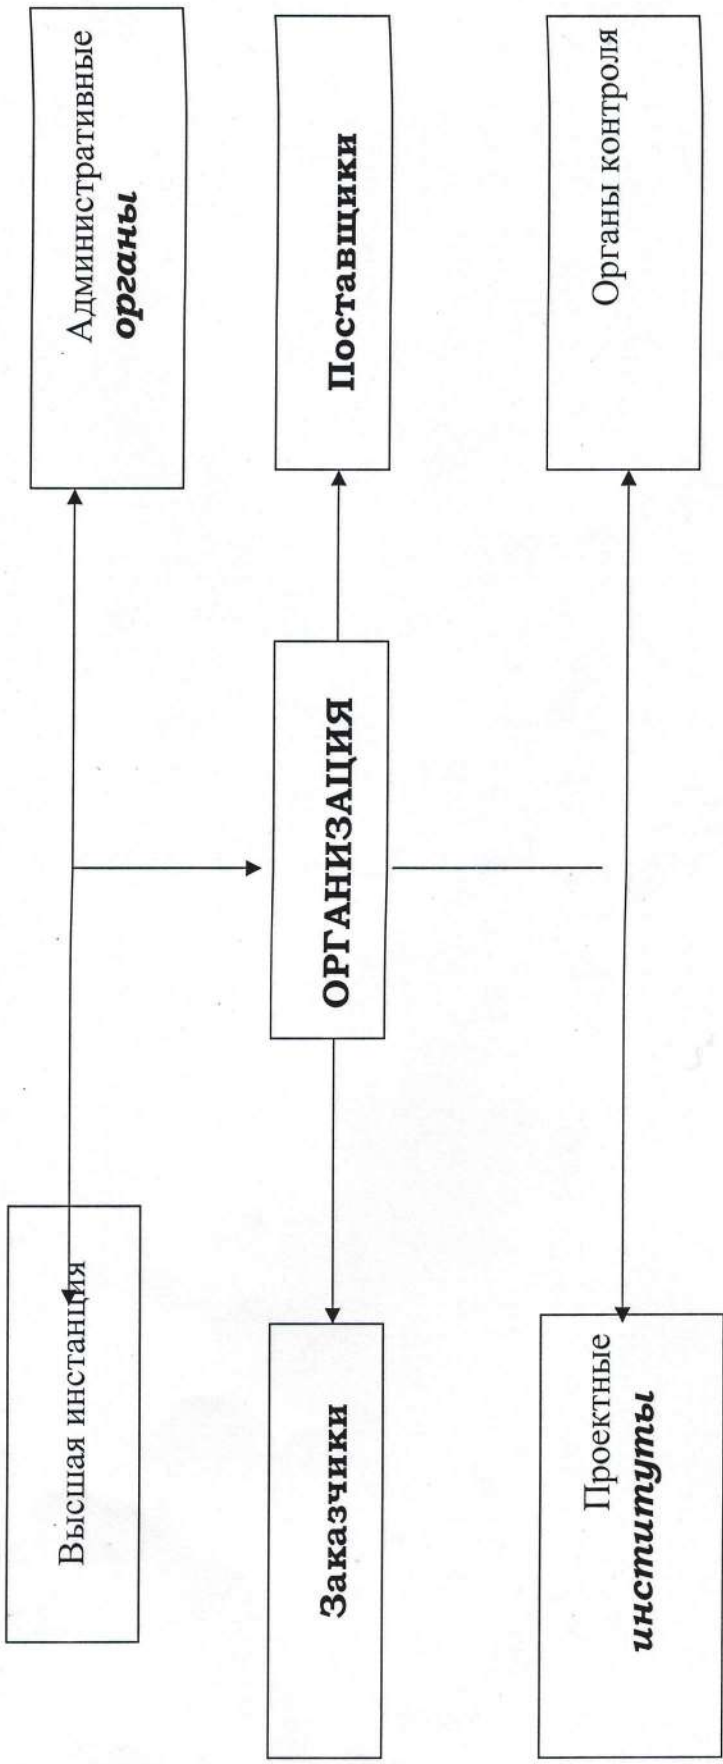 Высшая инстанция
Административные
органы
Заказчики
ОРГАНИЗАЦИЯ
Поставщики
Проектные
институты
Органы контроля